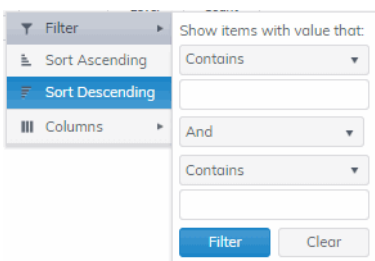 Filter
Sort Ascending
Sort Descending
Columns
Show items with value that:
Contains
And
Contains
Filter Clear